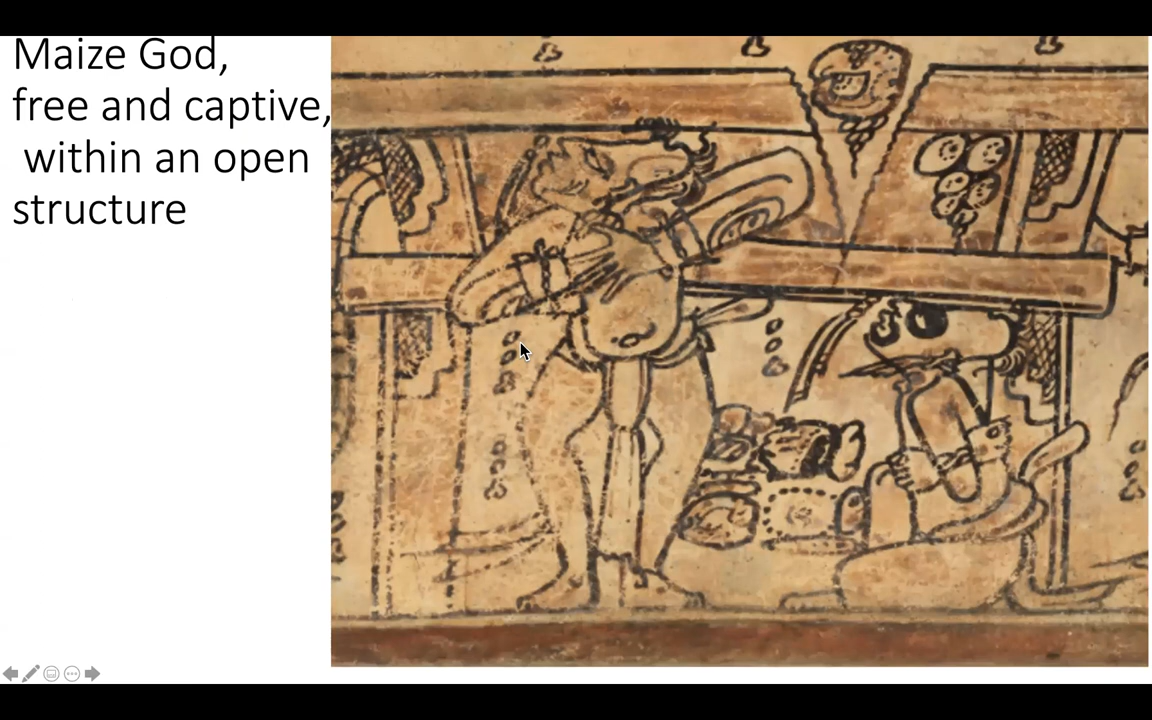 Maize God,
free and captive,
within an open
structure